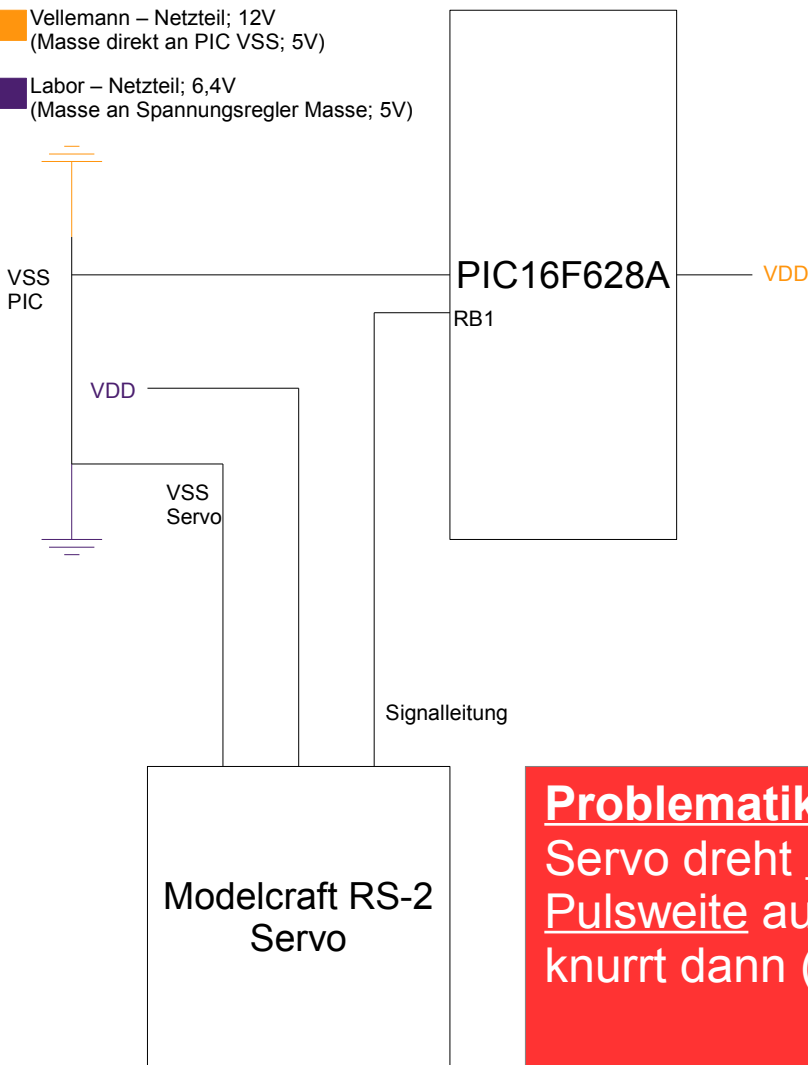 Vellemann – Netzteil; 12V
(Masse direkt an PIC VSS; 5V)
Labor – Netzteil; 6,4V
(Masse an Spannungsregler Masse; 5V)
VSS
PIC
PIC16F628A
VDD
RB1
VDD
VSS
Servo
Signalleitung
Modelcraft RS-2
Servo
Problematik
Servo dreht
Pulsweite
knurrt dann (